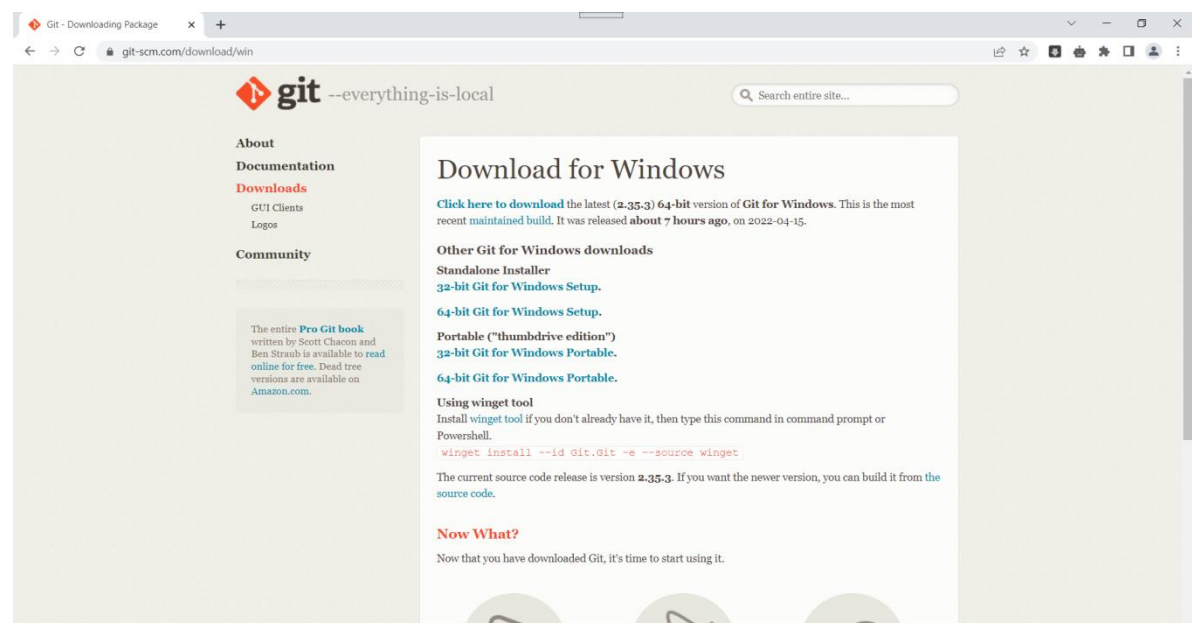 Git - Downloading Package
git-scm.com/download/win
git --everything-is-local
Search entire site...
About
Documentation
Downloads
GUI Clients
Logos
Community
The entire Pro Git book
written by Scott Chacon and
Ben Straub is available to read
online for free. Dead tree
versions are available on
Amazon.com.
Download for Windows
Click here to download the latest (2.35.3) 64-bit version of Git for Windows. This is the most
recent maintained build. It was released about 7 hours ago, on 2022-04-15.
Other Git for Windows downloads
Standalone Installer
32-bit Git for Windows Setup.
64-bit Git for Windows Setup.
Portable ("thumbdrive edition")
32-bit Git for Windows Portable.
64-bit Git for Windows Portable.
Using winget tool
Install winget tool if you don't already have it, then type this command in command prompt or
Powershell.
winget install --id Git.Git -e --source winget
The current source code release is version 2.35.3. If you want the newer version, you can build it from the
source code.
Now What?
Now that you have downloaded Git, it's time to start using it.